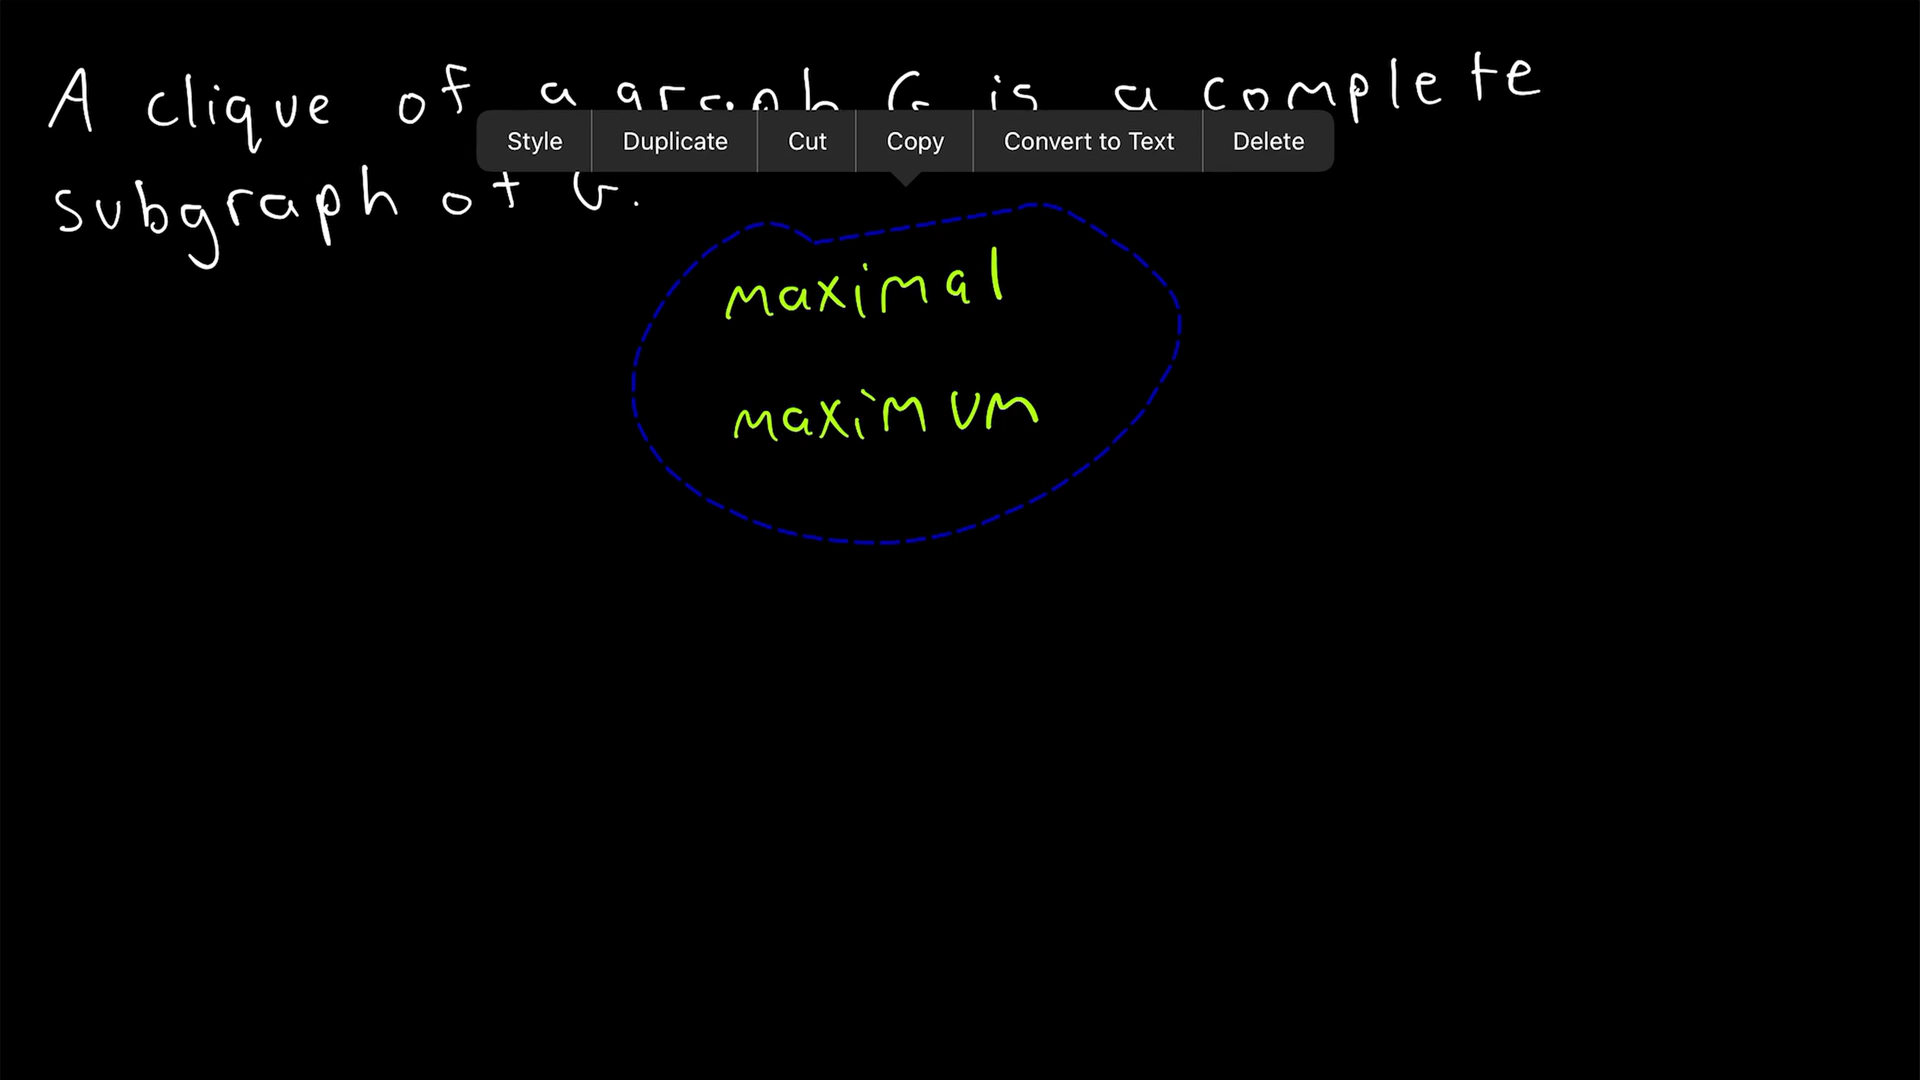 A clique of a graph G is a complete
Style Duplicate Cut Copy Convert to Text Delete
subgraph of G.
maximal
maximum